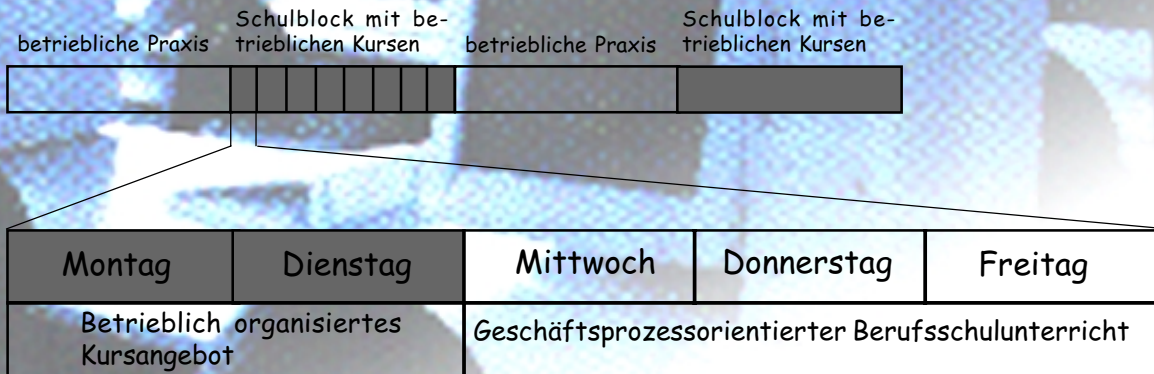 betriebliche Praxis
Schulblock mit be-
trieblichen Kursen
betriebliche Praxis
Schulblock mit be-
trieblichen Kursen
Montag
Dienstag
Mittwoch
Donnerstag
Freitag
Betrieblich organisiertes
Kursangebot
Geschäftsprozessorientierter Berufsschulunterricht